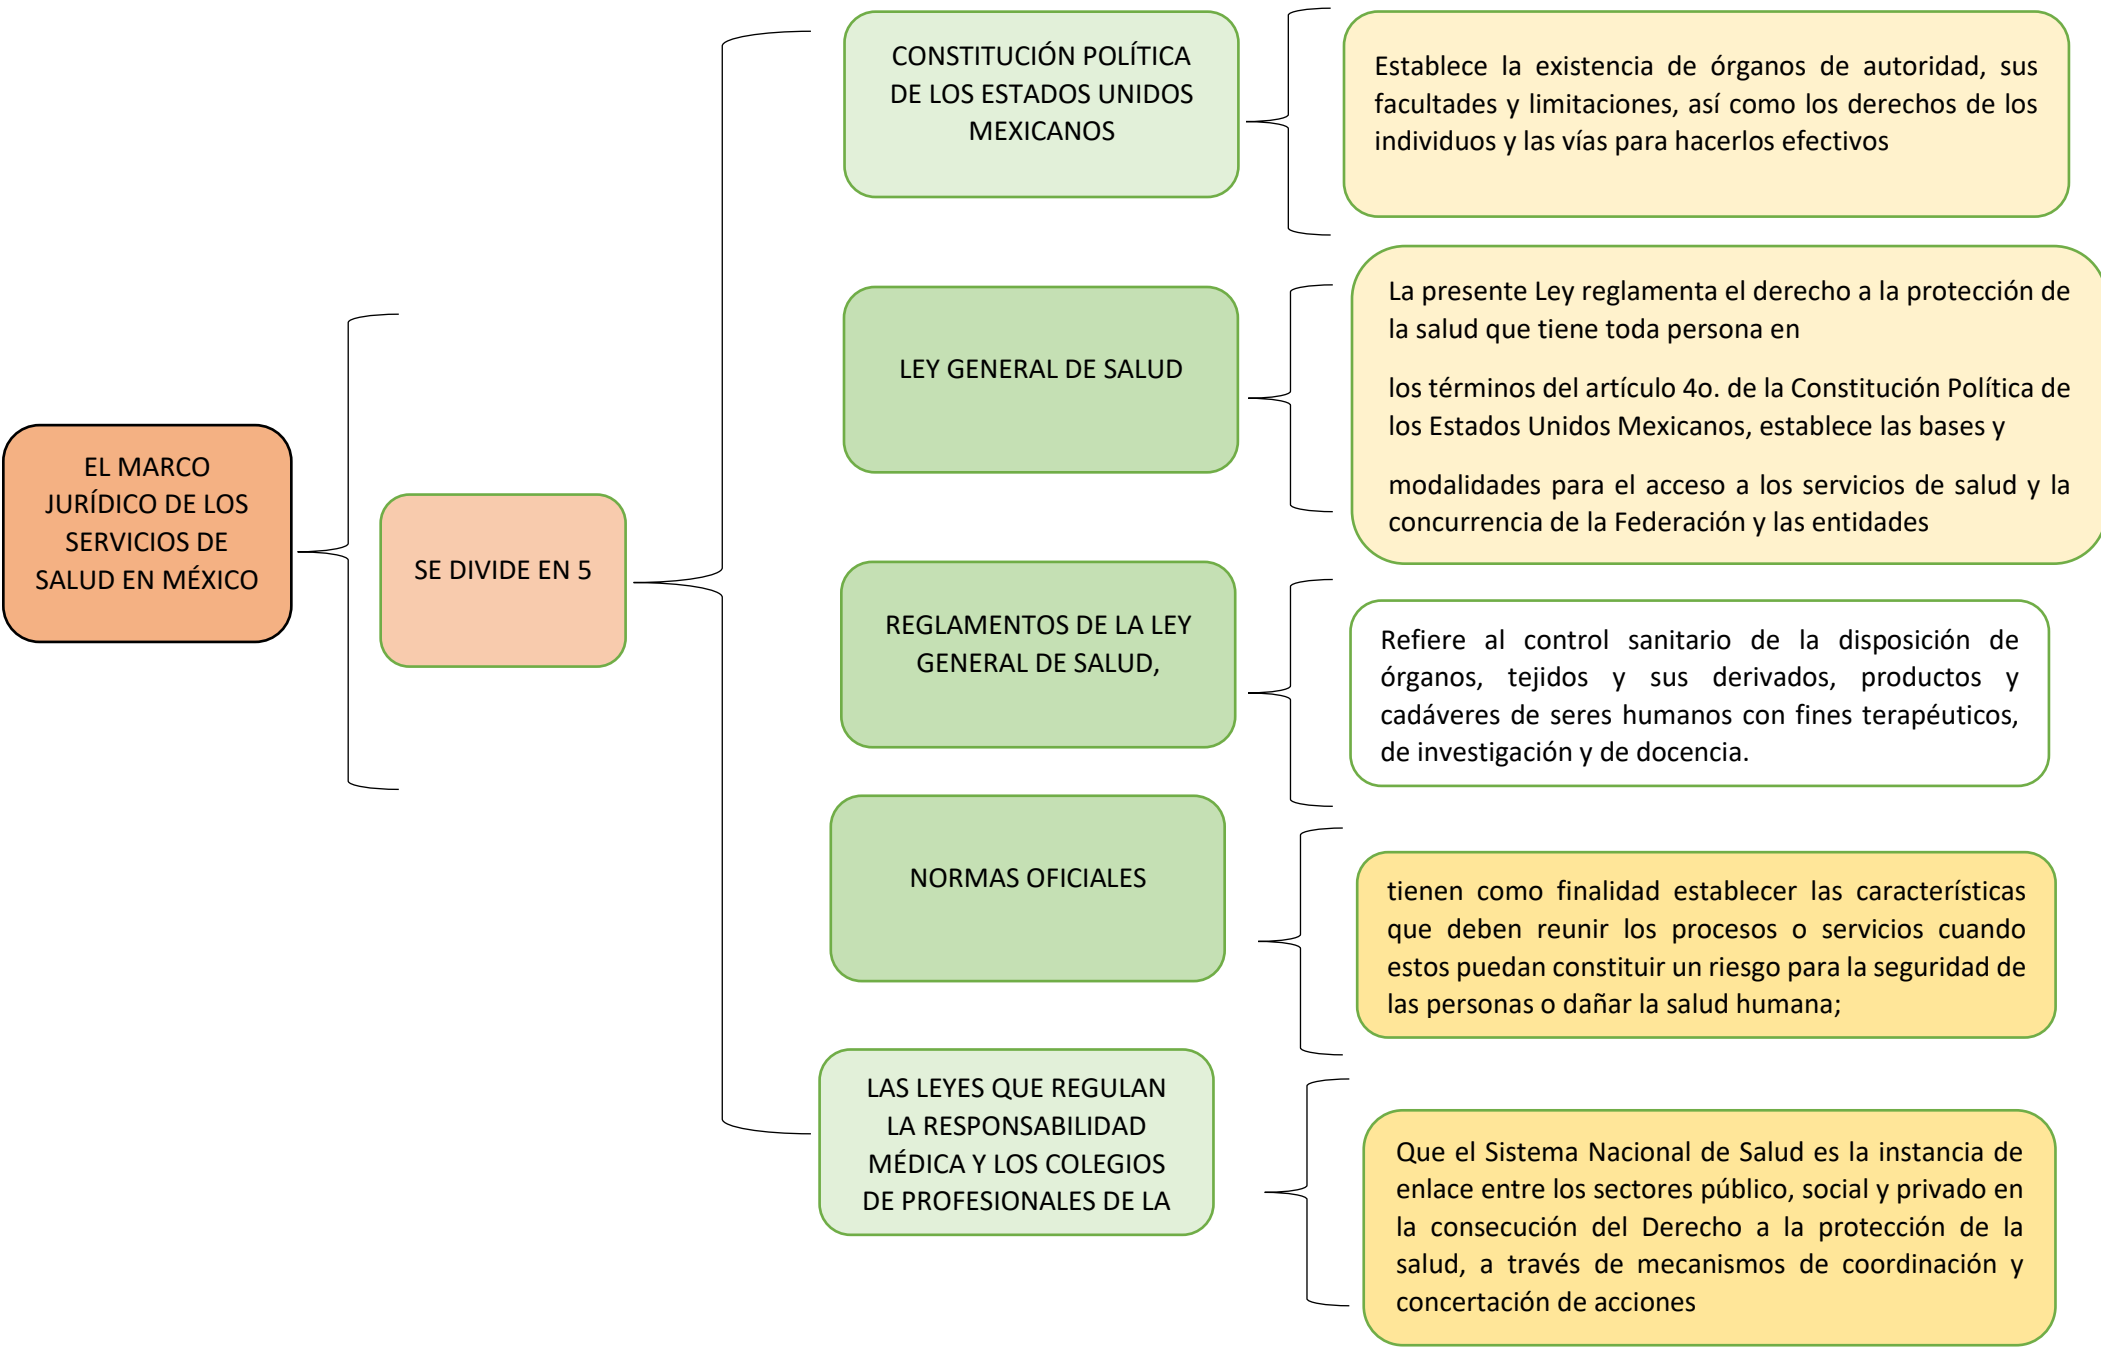 EL MARCO
JURÍDICO DE LOS
SERVICIOS DE
SALUD EN MÉXICO
SE DIVIDE EN 5
CONSTITUCIÓN POLÍTICA
DE LOS ESTADOS UNIDOS
MEXICANOS
Establece la existencia de órganos de autoridad, sus
facultades y limitaciones, así como los derechos de los
individuos y las vías para hacerlos efectivos
LEY GENERAL DE SALUD
La presente Ley reglamenta el derecho a la protección de
la salud que tiene toda persona en
los términos del artículo 4o. de la Constitución Política de
los Estados Unidos Mexicanos, establece las bases y
modalidades para el acceso a los servicios de salud y la
concurrencia de la Federación y las entidades
REGLAMENTOS DE LA LEY
GENERAL DE SALUD,
Refiere al control sanitario de la disposición de
órganos, tejidos y sus derivados, productos y
cadáveres de seres humanos con fines terapéuticos,
de investigación y de docencia.
NORMAS OFICIALES
tienen como finalidad establecer las características
que deben reunir los procesos o servicios cuando
estos puedan constituir un riesgo para la seguridad de
las personas o dañar la salud humana;
LAS LEYES QUE REGULAN
LA RESPONSABILIDAD
MÉDICA Y LOS COLEGIOS
DE PROFESIONALES DE LA
Que el Sistema Nacional de Salud es la instancia de
enlace entre los sectores público, social y privado en
la consecución del Derecho a la protección de la
salud, a través de mecanismos de coordinación y
concertación de acciones